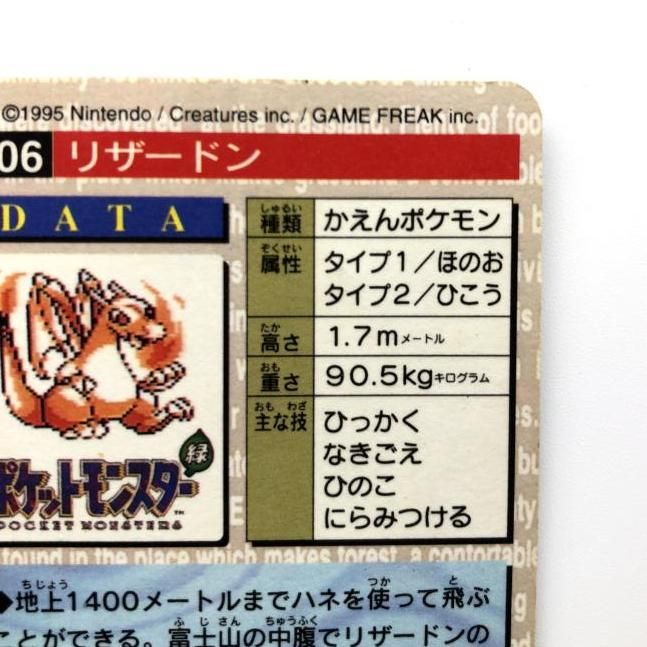 ©1995 Nintendo / Creatures inc. / GAME FREAK inc.
06 リザードン
DATA
しゅるい
種類 かえんポケモン
ぞくせい
属性 タイプ1/ほのお
タイプ2/ひこう
たか
高さ 1.7mメートル
おも
重さ 90.5kgキログラム
おも わざ
主な技 ひっかく
なきごえ
ひのこ
にらみつける
緑
ポケットモンスター
POCKET MONSTERS
found in the place which makes forest, a comfortable
ちじょう つか と
◆地上1400メートルまでハネを使って飛ぶ
ふじさん ちゅうふく
ことができる。富士山の中腹でリザードンの